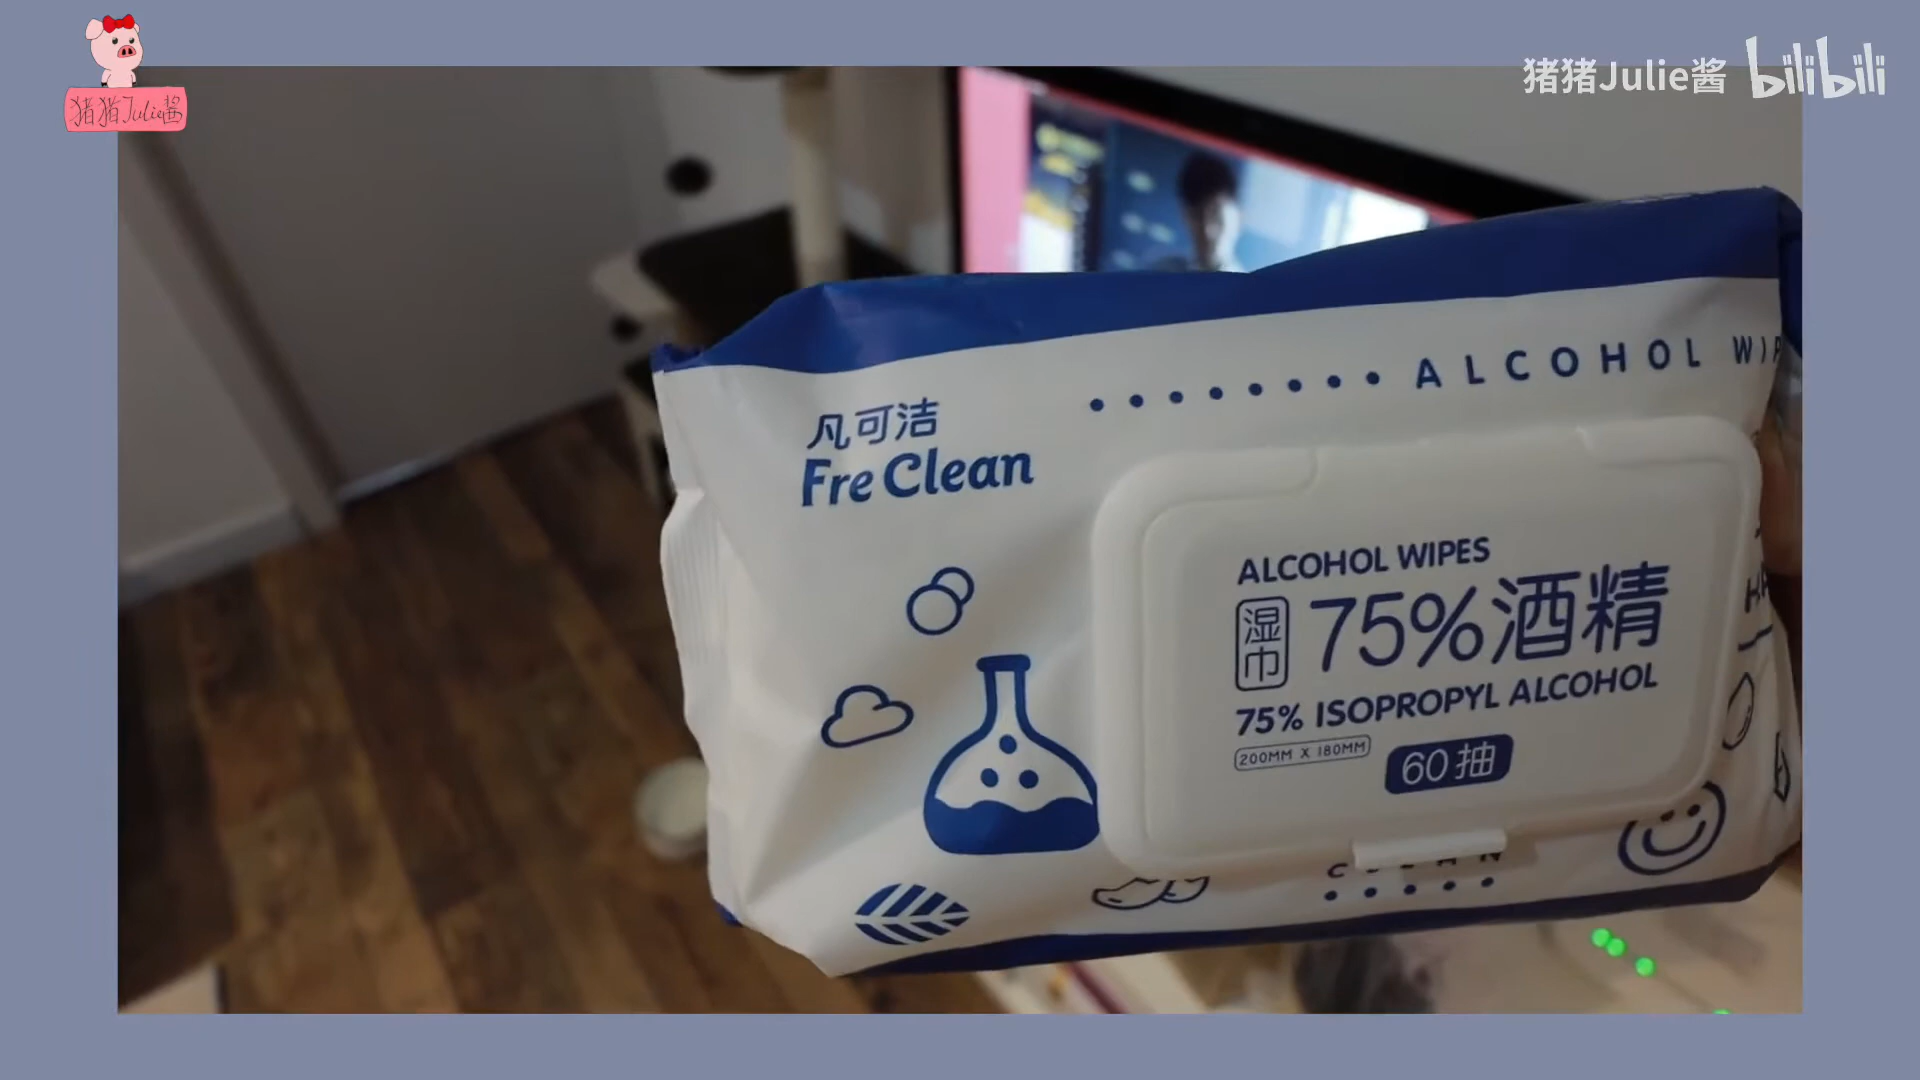 猪猪Julie酱
猪猪Julie酱 bilibili
ALCOHOL WIP
凡可洁
Fre Clean
ALCOHOL WIPES
湿巾 75%酒精
75% ISOPROPYL ALCOHOL
200MM X 180MM
60抽